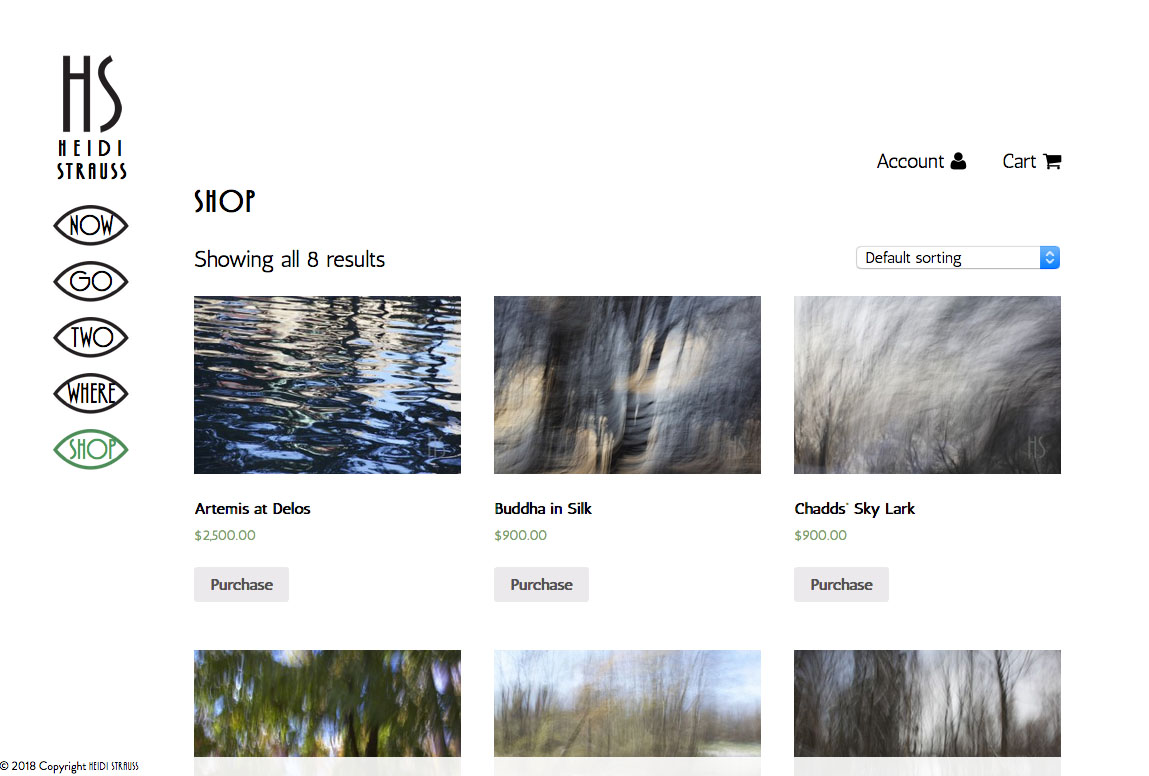 HS
HEIDI
STRAUSS
NOW
GO
TWO
WHERE
SHOP
Account
Cart
SHOP
Showing all 8 results
Default sorting
HS
HS
HS
Artemis at Delos
Buddha in Silk
Chadds' Sky Lark
$2,500.00
$900.00
$900.00
Purchase
Purchase
Purchase
© 2018 Copyright HEIDI STRAUSS